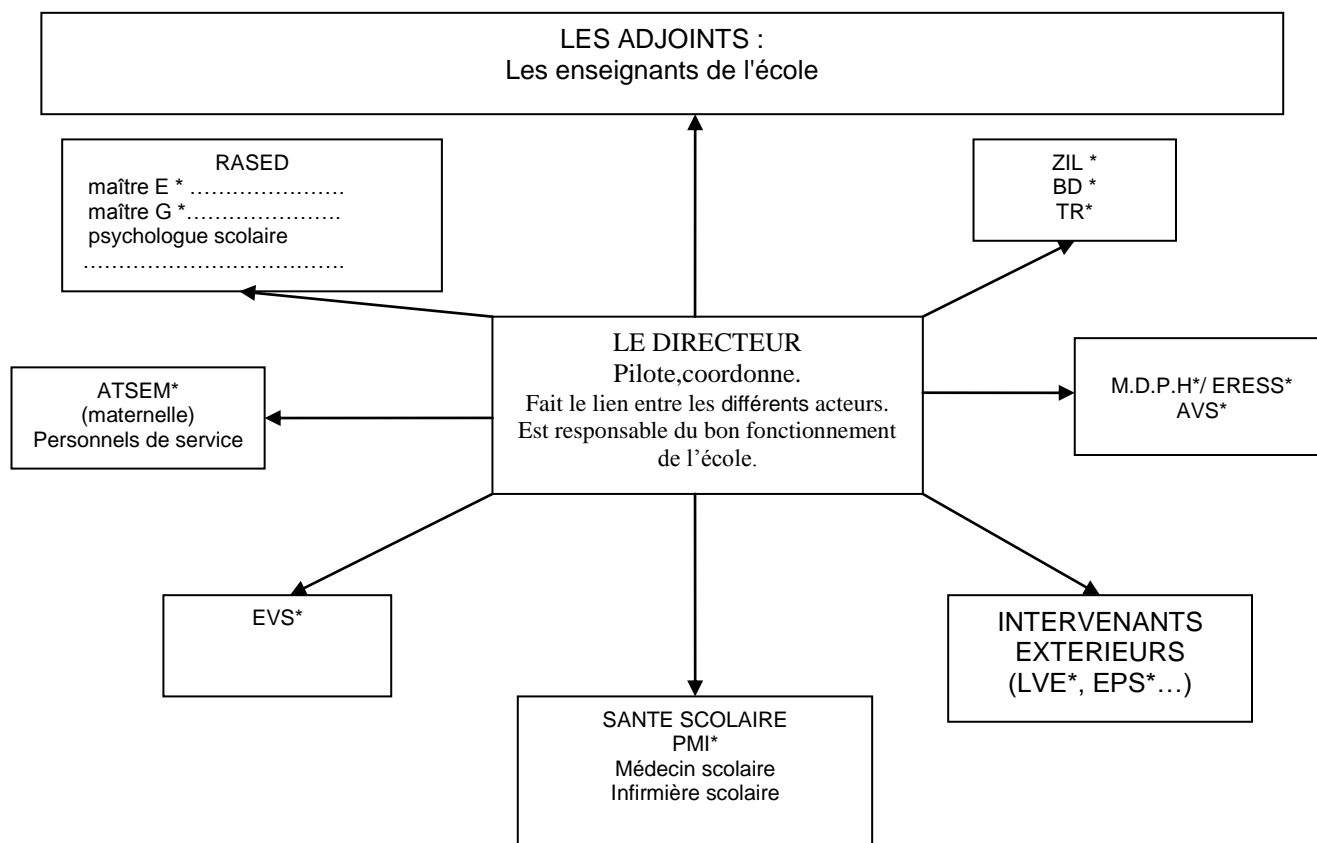 LES ADJOINTS :
Les enseignants de l'école
RASED
maître E * ………………….
maître G *………………….
psychologue scolaire
……………………………….
ZIL *
BD *
TR*
LE DIRECTEUR
Pilote,coordonne.
Fait le lien entre les différents acteurs.
Est responsable du bon fonctionnement
de l’école.
ATSEM*
(maternelle)
Personnels de service
M.D.P.H*/ ERESS*
AVS*
EVS*
SANTE SCOLAIRE
PMI*
Médecin scolaire
Infirmière scolaire
INTERVENANTS
EXTERIEURS
(LVE*, EPS*…)